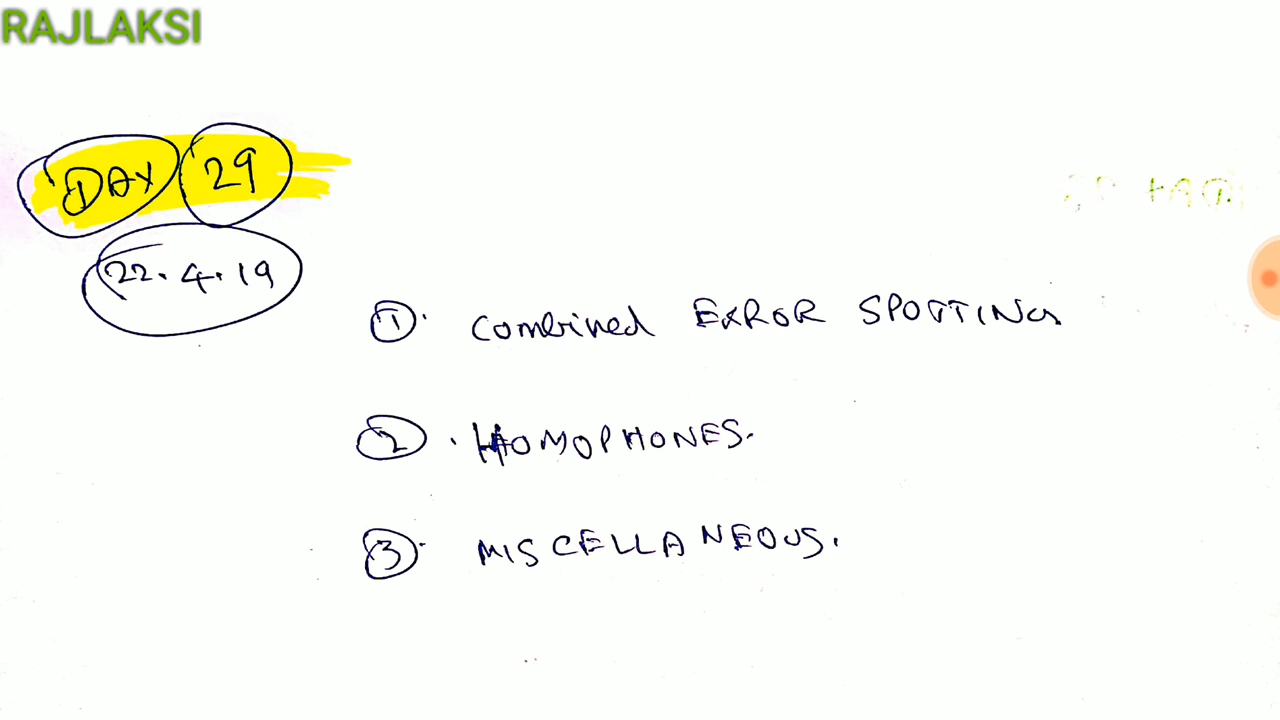 RAJLAKSI
DAY 29
22.4.19
1. Combined ERROR SPOTTING
2. HOMOPHONES.
3. MISCELLANEOUS.